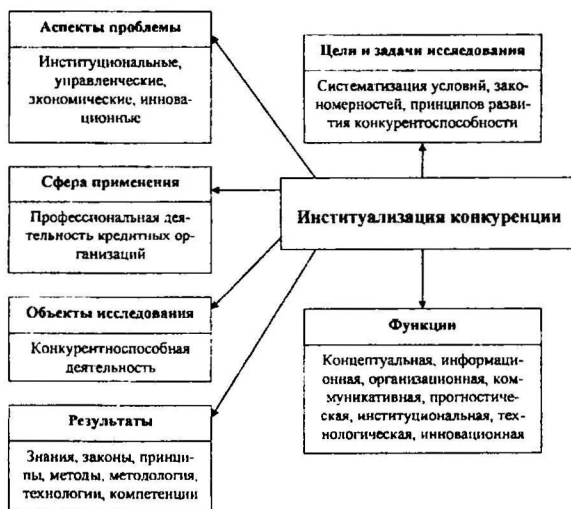 Аспекты проблемы
Институциональные,
управленческие,
экономические, иннова-
ционные
Сфера применения
Профессиональная дея-
тельность кредитных ор-
ганизаций
Объекты исследования
Конкурентноспособная
деятельность
Результаты
Знания, законы, принци-
пы, методы, методология,
технологии, компетенции
Цели и задачи исследования
Систематизация условий, зако-
номерностей, принципов разви-
тия конкурентоспособности
Институализация конкуренции
Функции
Концептуальная, информаци-
онная, организационная, ком-
муникативная, прогностиче-
ская, институциональная, тех-
нологическая, инновационная